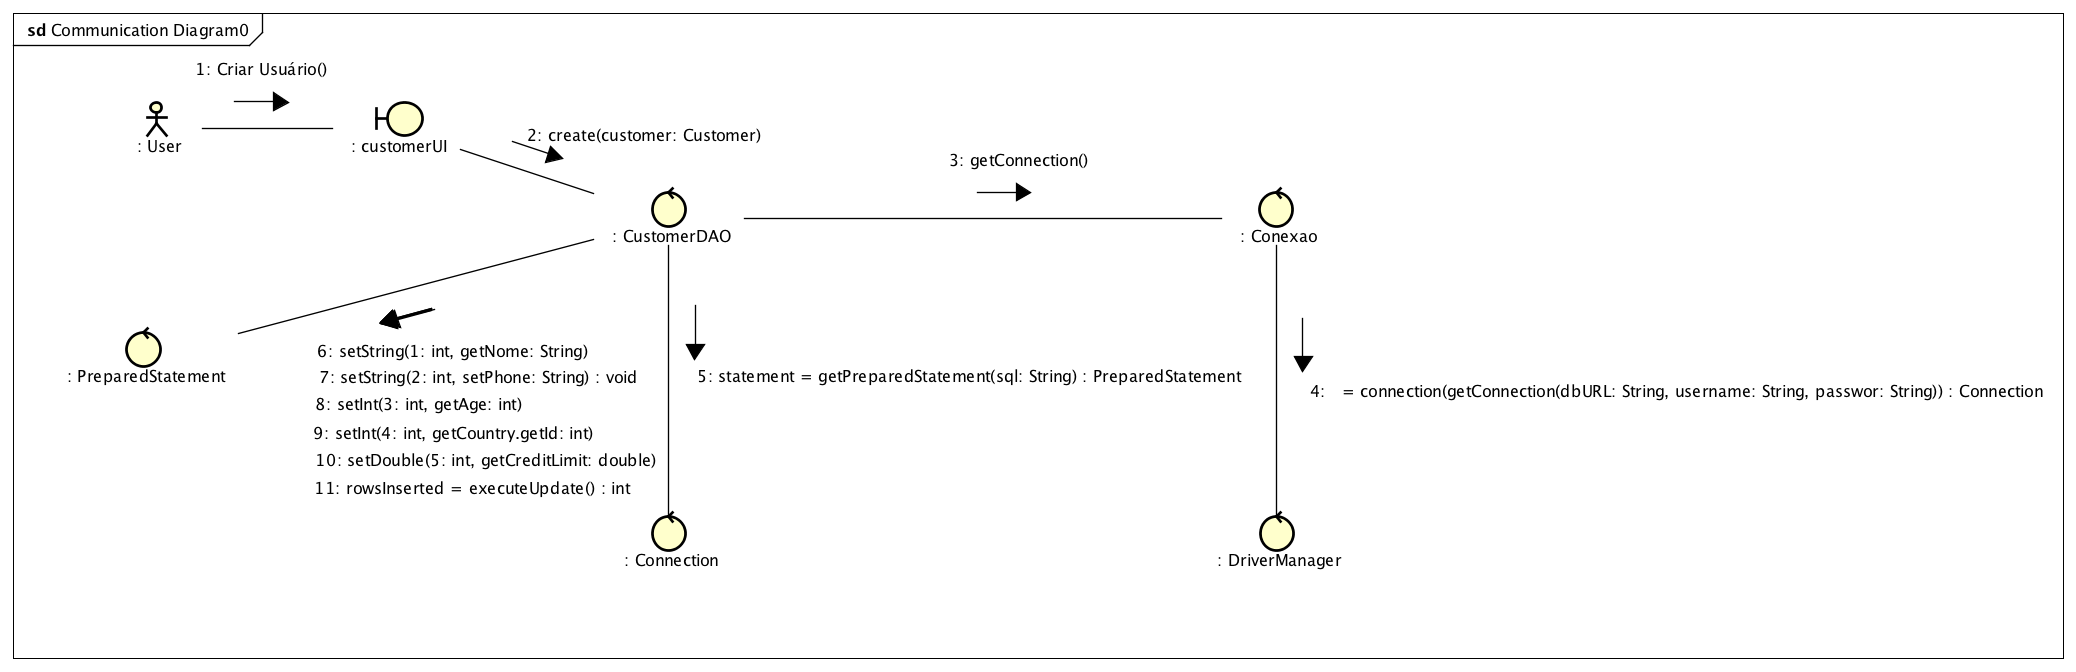 sd Communication Diagram0
1: Criar Usuário()
: User
: customerUI
2: create(customer: Customer)
3: getConnection()
: CustomerDAO
: Conexao
: PreparedStatement
6: setString(1: int, getNome: String)
7: setString(2: int, setPhone: String) : void
8: setInt(3: int, getAge: int)
9: setInt(4: int, getCountry.getId: int)
10: setDouble(5: int, getCreditLimit: double)
11: rowsInserted = executeUpdate() : int
5: statement = getPreparedStatement(sql: String) : PreparedStatement
4:   = connection(getConnection(dbURL: String, username: String, passwor: String)) : Connection
: Connection
: DriverManager